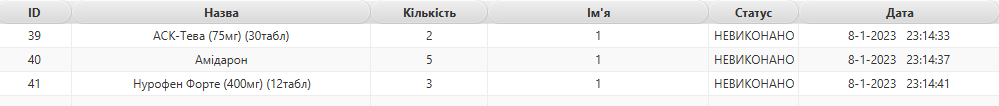 ID Назва Кількість Ім'я Статус Дата
39 АСК-Тева (75мг) (30табл) 2 1 НЕВИКОНАНО 8-1-2023 23:14:33
40 Амідарон 5 1 НЕВИКОНАНО 8-1-2023 23:14:37
41 Нурофен Форте (400мг) (12табл) 3 1 НЕВИКОНАНО 8-1-2023 23:14:41